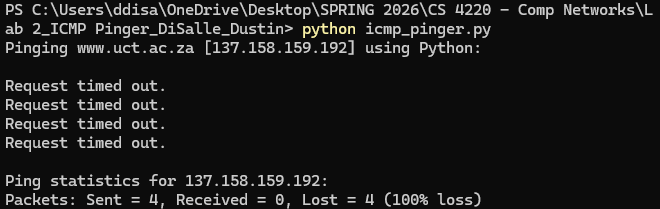 PS C:\Users\ddisa\OneDrive\Desktop\SPRING 2026\CS 4220 - Comp Networks\L
ab 2_ICMP Pinger_DiSalle_Dustin> python icmp_pinger.py
Pinging www.uct.ac.za [137.158.159.192] using Python:
Request timed out.
Request timed out.
Request timed out.
Request timed out.
Ping statistics for 137.158.159.192:
Packets: Sent = 4, Received = 0, Lost = 4 (100% loss)